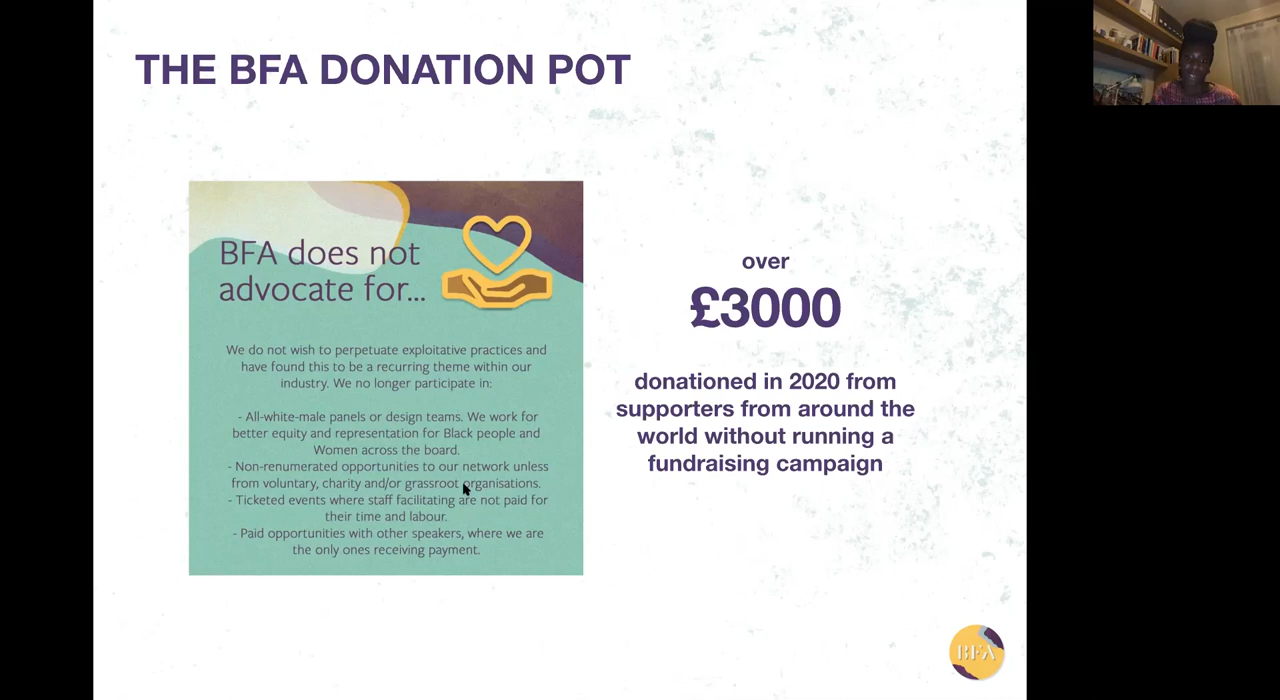 THE BFA DONATION POT
BFA does not
advocate for...
We do not wish to perpetuate exploitative practices and
have found this to be a recurring theme within our
industry. We no longer participate in:
- All-white-male panels or design teams. We work for
better equity and representation for Black people and
Women across the board.
- Non-renumerated opportunities to our network unless
from voluntary, charity and/or grassroot organisations.
- Ticketed events where staff facilitating are not paid for
their time and labour.
- Paid opportunities with other speakers, where we are
the only ones receiving payment.
over
£3000
donationed in 2020 from
supporters from around the
world without running a
fundraising campaign
BFA